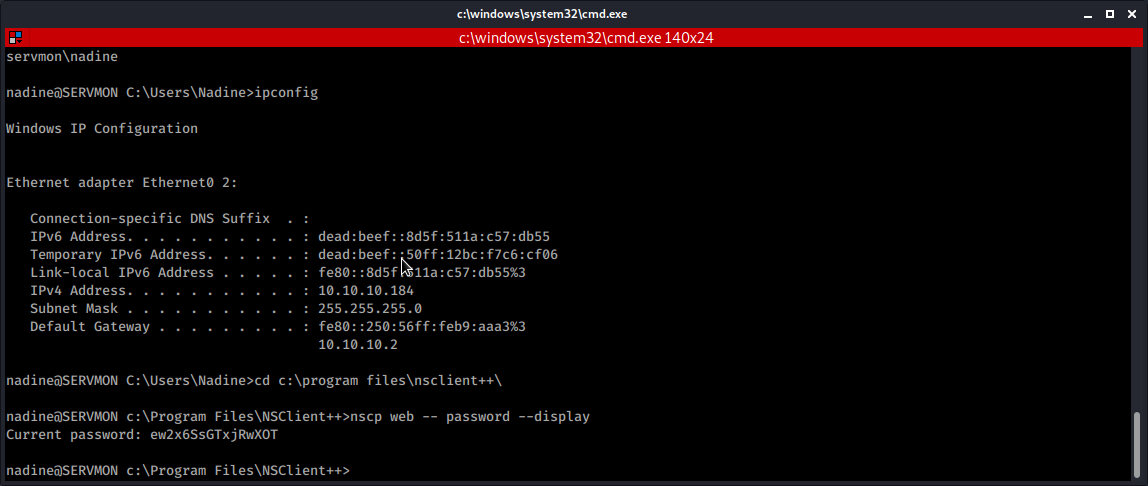 c:\windows\system32\cmd.exe
c:\windows\system32\cmd.exe 140x24
servmon\nadine
nadine@SERVMON C:\Users\Nadine>ipconfig
Windows IP Configuration
Ethernet adapter Ethernet0 2:
Connection-specific DNS Suffix  . :
IPv6 Address. . . . . . . . . . . : dead:beef::8d5f:511a:c57:db55
Temporary IPv6 Address. . . . . . : dead:beef::50ff:12bc:f7c6:cf06
Link-local IPv6 Address . . . . . : fe80::8d5f:511a:c57:db55%3
IPv4 Address. . . . . . . . . . . : 10.10.10.184
Subnet Mask . . . . . . . . . . . : 255.255.255.0
Default Gateway . . . . . . . . . : fe80::250:56ff:feb9:aaa3%3
10.10.10.2
nadine@SERVMON C:\Users\Nadine>cd c:\program files\nsclient++\
nadine@SERVMON c:\Program Files\NSClient++>nscp web -- password --display
Current password: ew2x6SsGTxjRwXOT
nadine@SERVMON c:\Program Files\NSClient++>